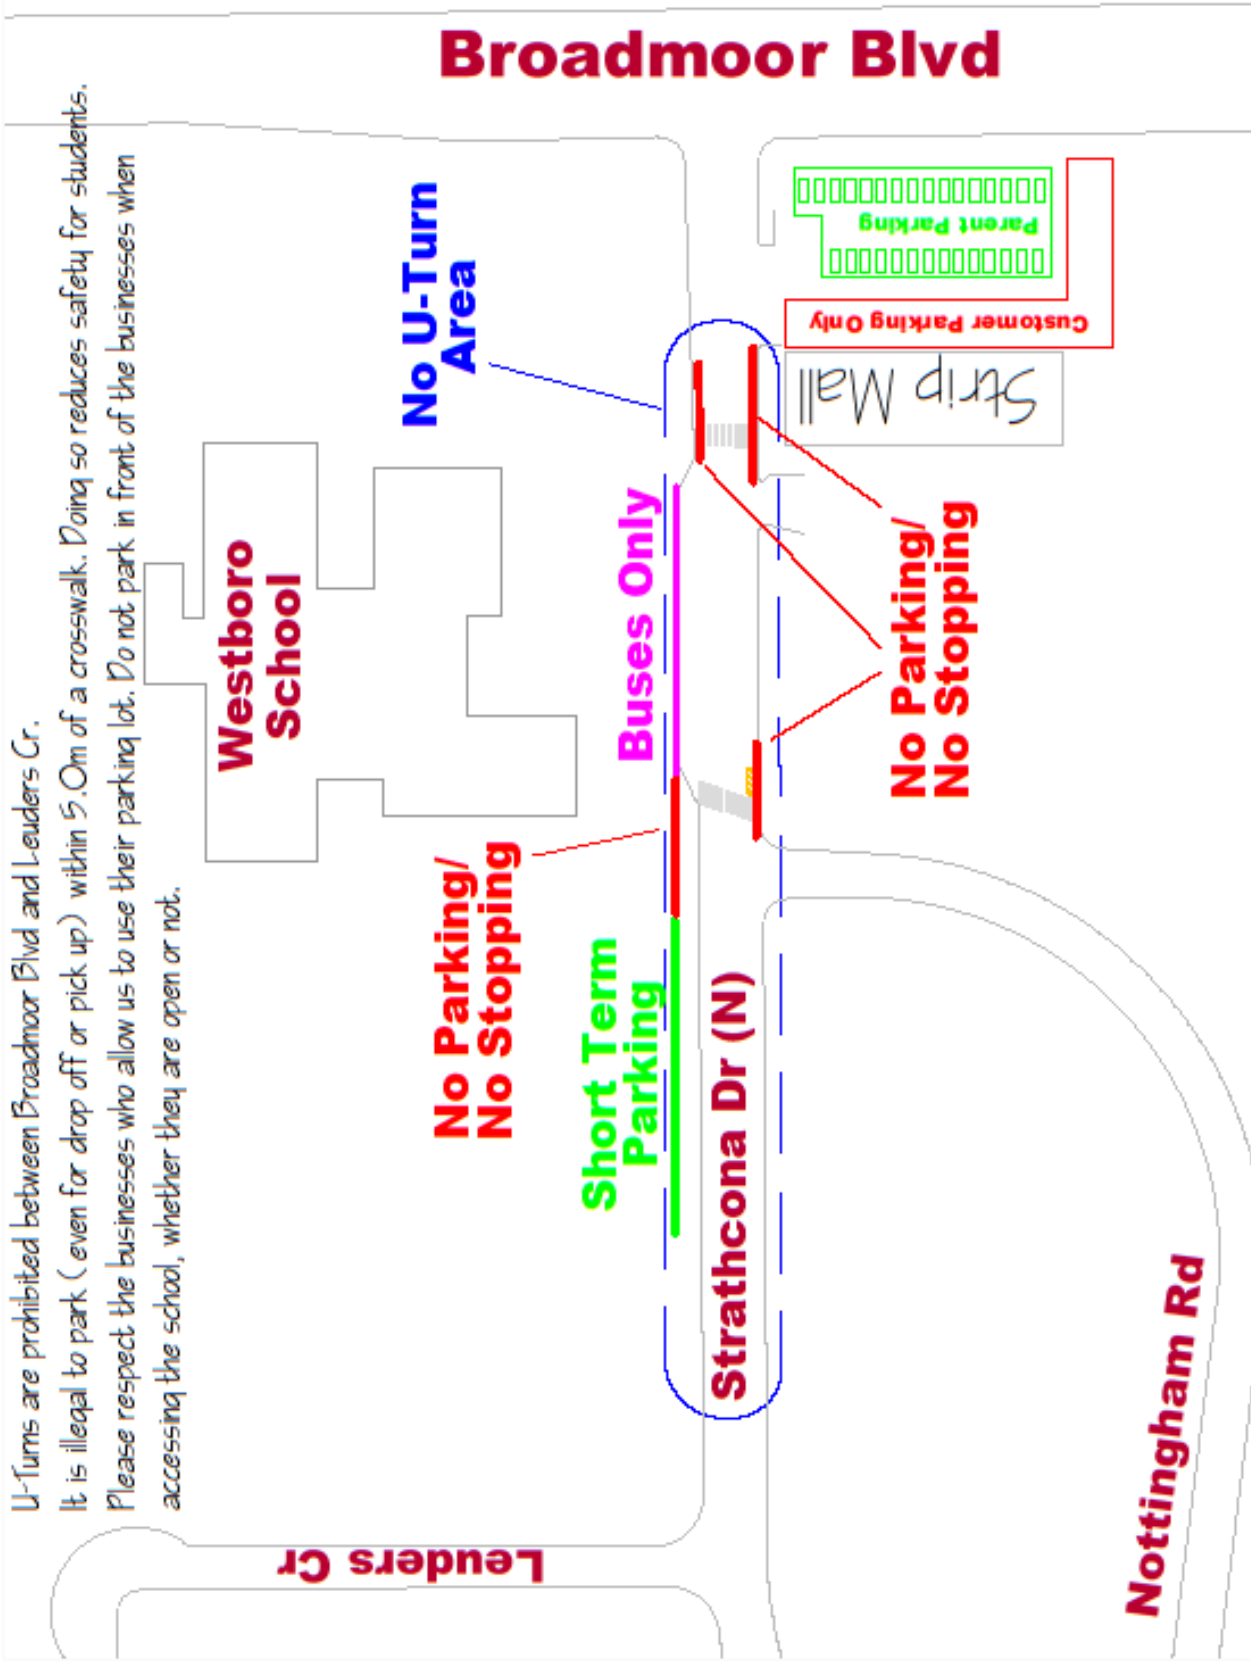 U-Turns are prohibited between Broadmoor Blvd and Leuders Cr.
It is illegal to park (even for drop off or pick up) within 5.0m of a crosswalk. Doing so reduces safety for students.
Please respect the businesses who allow us to use their parking lot. Do not park in front of the businesses when
accessing the school, whether they are open or not.
Broadmoor Blvd
No U-Turn
Area
Parent Parking
Customer Parking Only
Strip Mall
Westboro
School
Buses Only
No Parking/
No Stopping
No Parking/
No Stopping
Short Term
Parking
Strathcona Dr (N)
Nottingham Rd
Leuders Cr